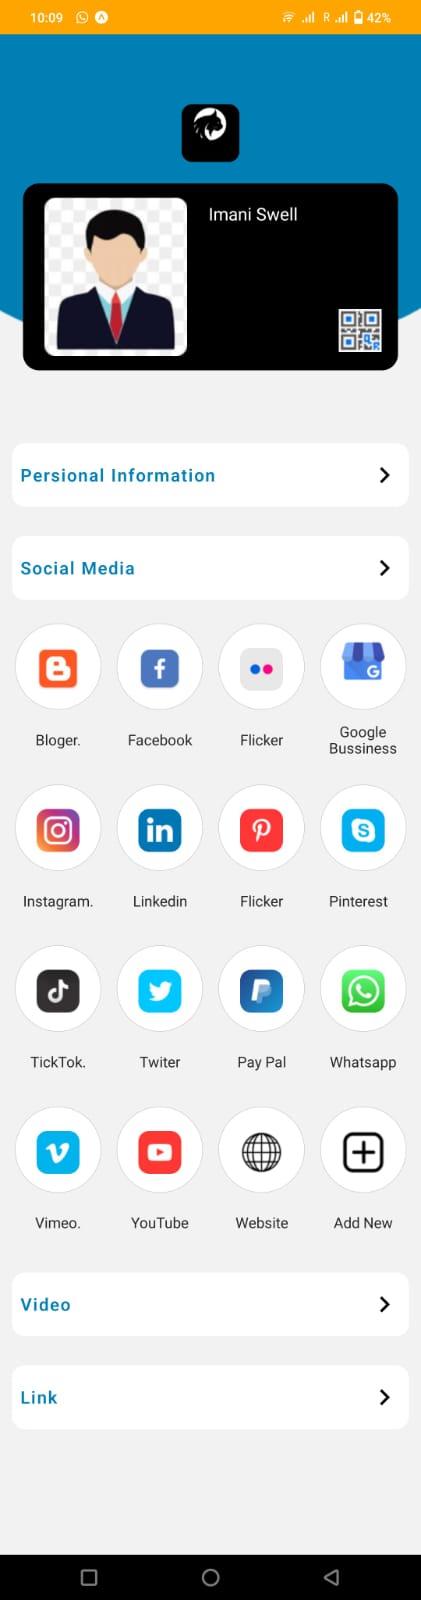 10:09
R
42%
Imani Swell
Persional Information
Social Media
Bloger.
Facebook
Flicker
Google
Bussiness
Instagram.
Linkedin
Flicker
Pinterest
TickTok.
Twiter
Pay Pal
Whatsapp
Vimeo.
YouTube
Website
Add New
Video
Link